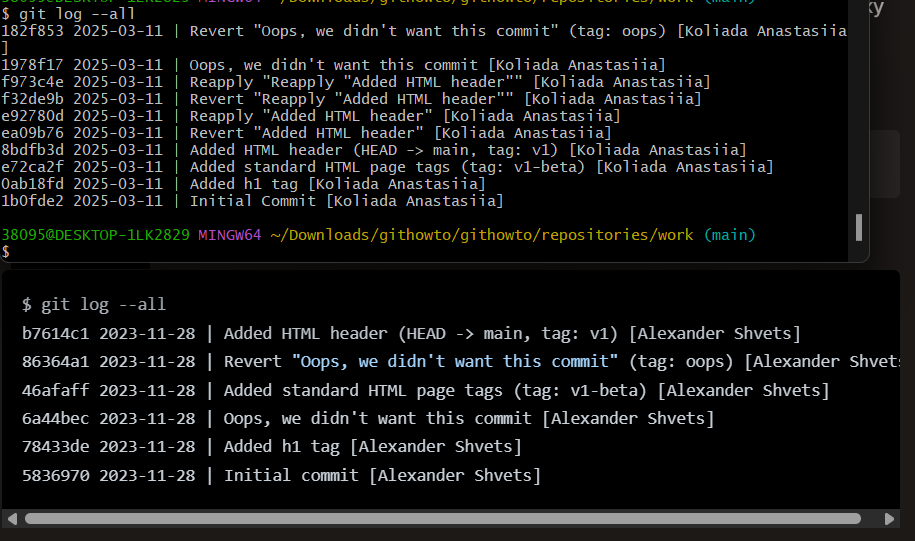 38095@DESKTOP-1LK2829 MINGW64 ~/Downloads/githowto/githowto/repositories/work (main)
$ git log --all
182f853 2025-03-11 | Revert "Oops, we didn't want this commit" (tag: oops) [Koliada Anastasiia
]
1978f17 2025-03-11 | Oops, we didn't want this commit [Koliada Anastasiia]
f973c4e 2025-03-11 | Reapply "Reapply "Added HTML header"" [Koliada Anastasiia]
f32de9b 2025-03-11 | Revert "Reapply "Added HTML header"" [Koliada Anastasiia]
e92780d 2025-03-11 | Reapply "Added HTML header" [Koliada Anastasiia]
ea09b76 2025-03-11 | Revert "Added HTML header" [Koliada Anastasiia]
8bdfb3d 2025-03-11 | Added HTML header (HEAD -> main, tag: v1) [Koliada Anastasiia]
e72ca2f 2025-03-11 | Added standard HTML page tags (tag: v1-beta) [Koliada Anastasiia]
0ab18fd 2025-03-11 | Added h1 tag [Koliada Anastasiia]
1b0fde2 2025-03-11 | Initial Commit [Koliada Anastasiia]
38095@DESKTOP-1LK2829 MINGW64 ~/Downloads/githowto/githowto/repositories/work (main)
$
$ git log --all
b7614c1 2023-11-28 | Added HTML header (HEAD -> main, tag: v1) [Alexander Shvets]
86364a1 2023-11-28 | Revert "Oops, we didn't want this commit" (tag: oops) [Alexander Shvets
46afaff 2023-11-28 | Added standard HTML page tags (tag: v1-beta) [Alexander Shvets]
6a44bec 2023-11-28 | Oops, we didn't want this commit [Alexander Shvets]
78433de 2023-11-28 | Added h1 tag [Alexander Shvets]
5836970 2023-11-28 | Initial commit [Alexander Shvets]